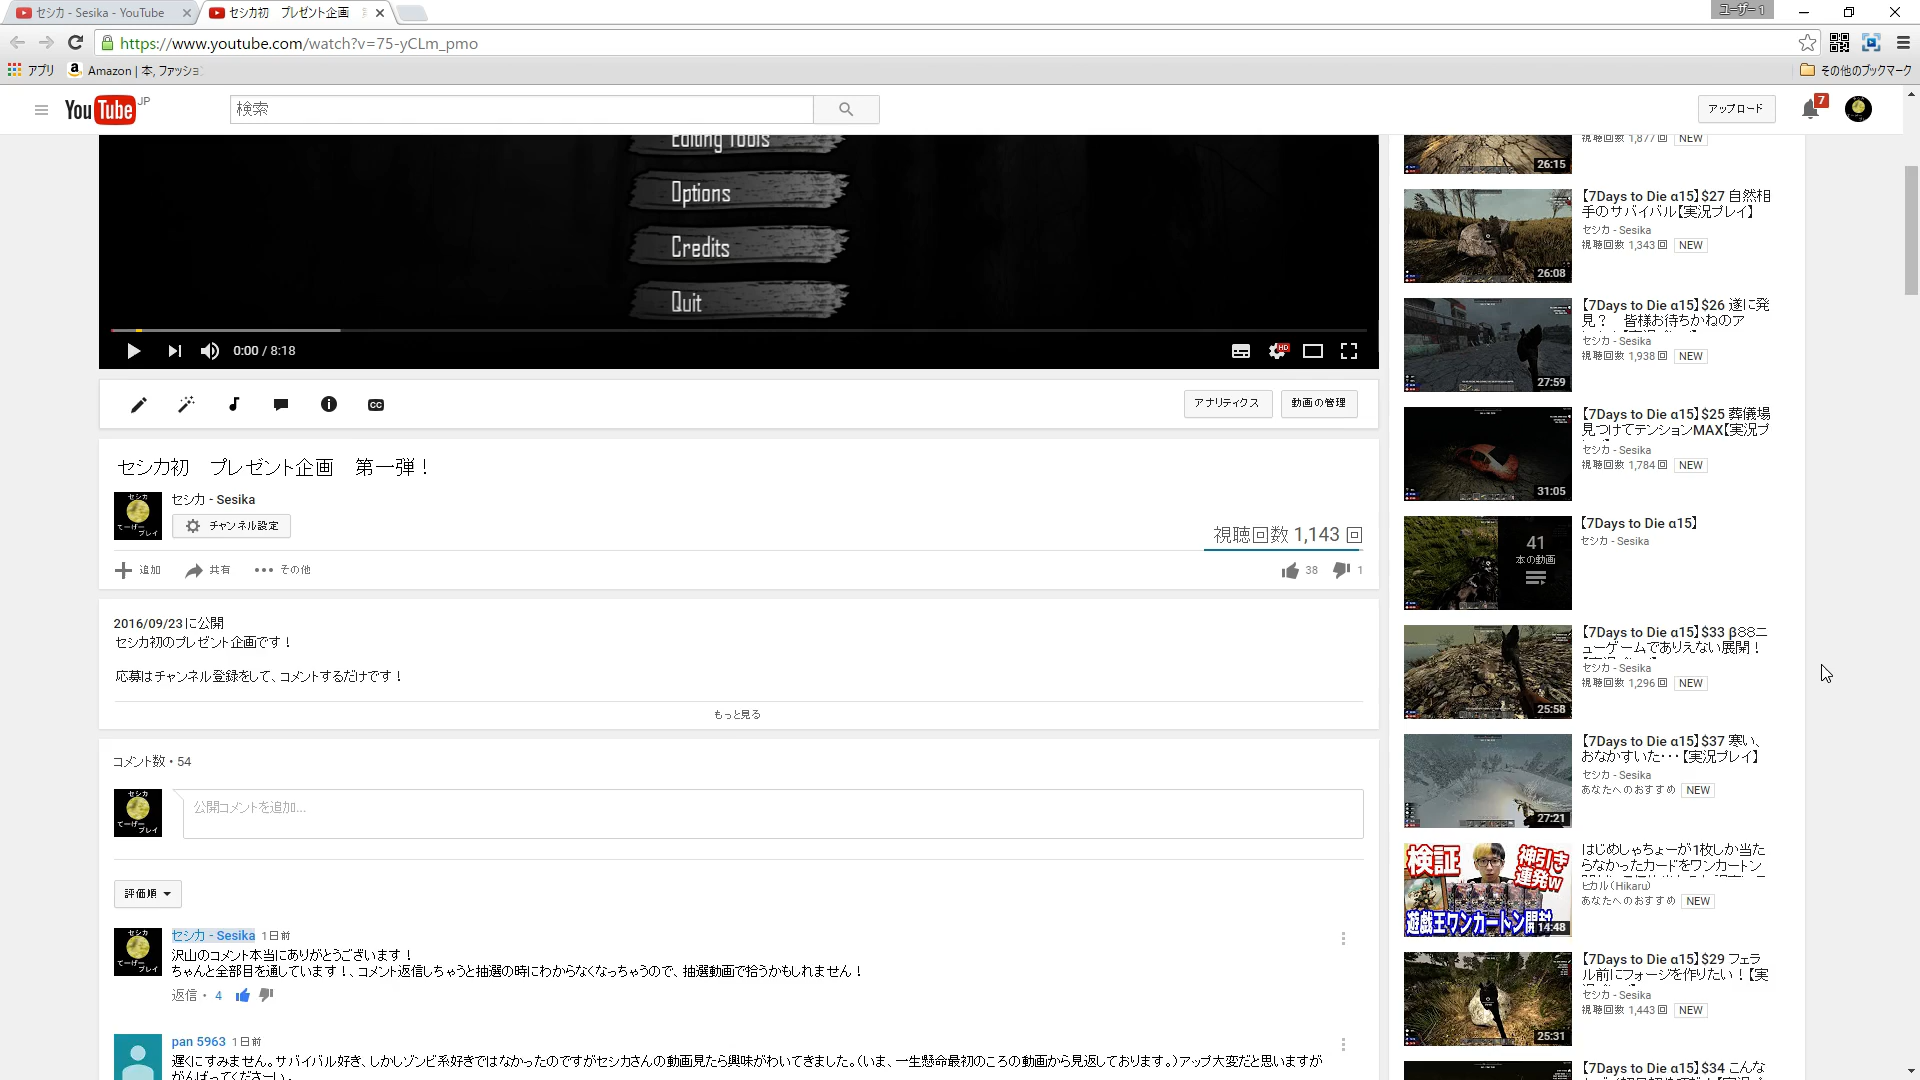 セシカ - Sesika - YouTube
セシカ初　プレゼント企画
ユーザー 1
https://www.youtube.com/watch?v=75-yCLm_pmo
アプリ
Amazon | 本, ファッショ
その他のブックマーク
YouTube JP
検索
アップロード
7
Editing Tools
Options
Credits
Quit
0:00 / 8:18
HD
CC
アナリティクス
動画の管理
セシカ初　プレゼント企画　第一弾！
セシカ - Sesika
チャンネル設定
視聴回数 1,143 回
追加
共有
その他
38
1
2016/09/23 に公開
セシカ初のプレゼント企画です！
応募はチャンネル登録をして、コメントするだけです！
もっと見る
コメント数・54
公開コメントを追加...
評価順
セシカ - Sesika 1日前
沢山のコメント本当にありがとうございます！
ちゃんと全部目を通しています！、コメント返信しちゃうと抽選の時にわからなくなっちゃうので、抽選動画で拾うかもしれません！
返信・ 4
pan 5963 1日前
遅くにすみません。サバイバル好き、しかしゾンビ系好きではなかったのですがセシカさんの動画見たら興味がわいてきました。（いま、一生懸命最初のころの動画から見返しております。）アップ大変だと思いますが
がんばってくださーい。
視聴回数 1,877 回 NEW
26:15
【7Days to Die α15】$27 自然相
手のサバイバル【実況プレイ】
セシカ - Sesika
視聴回数 1,343 回 NEW
26:08
【7Days to Die α15】$26 遂に発
見？　皆様お待ちかねのア
セシカ - Sesika
視聴回数 1,938 回 NEW
27:59
【7Days to Die α15】$25 葬儀場
見つけてテンションMAX【実況プ
セシカ - Sesika
視聴回数 1,784 回 NEW
31:05
【7Days to Die α15】
セシカ - Sesika
41
本の動画
【7Days to Die α15】$33 β88ニ
ューゲームでありえない展開！
セシカ - Sesika
視聴回数 1,296 回 NEW
25:58
【7Days to Die α15】$37 寒い、
おなかすいた・・・【実況プレイ】
セシカ - Sesika
あなたへのおすすめ NEW
27:21
検証
神引き
連発w
遊戯王ワンカートン開封
14:48
はじめしゃちょーが1枚しか当た
らなかったカードをワンカートン
ヒカル（Hikaru）
あなたへのおすすめ NEW
【7Days to Die α15】$29 フェラ
ル前にフォージを作りたい！【実
セシカ - Sesika
視聴回数 1,443 回 NEW
25:31
【7Days to Die α15】$34 こんな